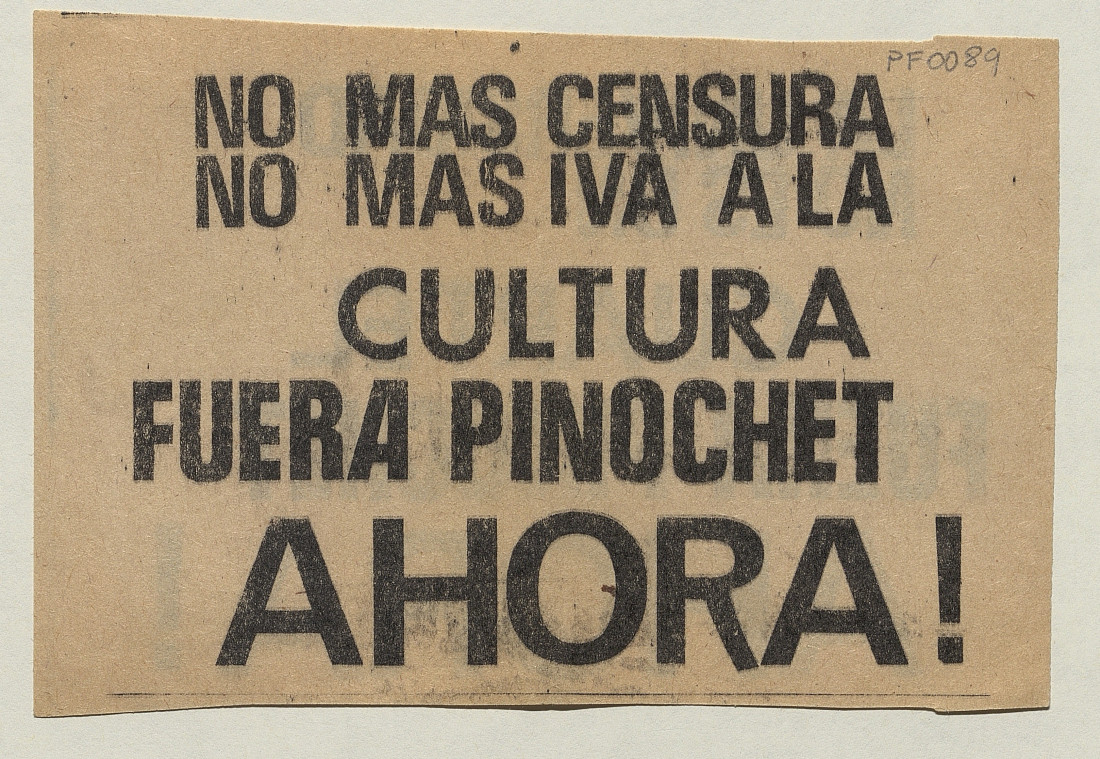 PF0089
NO MAS CENSURA
NO MAS IVA A LA
CULTURA
FUERA PINOCHET
AHORA!